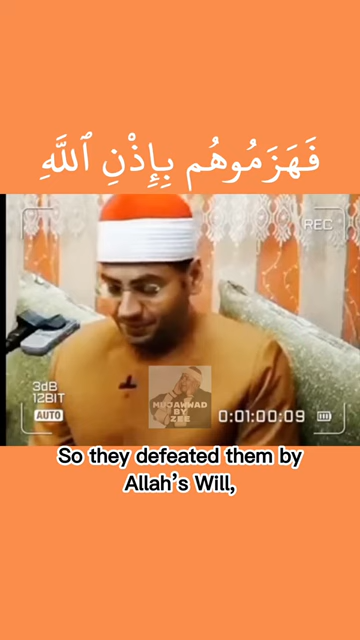 فَهَزَمُوهُم بِإِذْنِ ٱللَّهِ
REC
3dB
12BIT
AUTO
MUJAWWAD
BY
ZEE
0:01:00:09
So they defeated them by
Allah's Will,